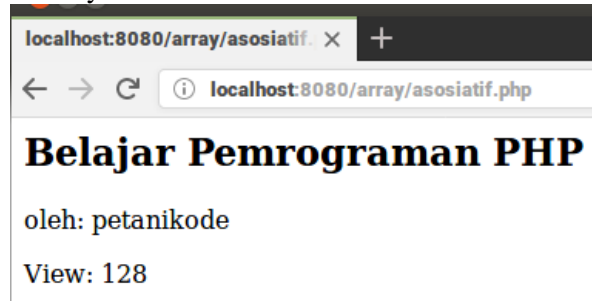 localhost:8080/array/asosiatif.
localhost:8080/array/asosiatif.php
Belajar Pemrograman PHP
oleh: petanikode
View: 128